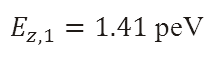 E_{z,1} = 1.41 peV